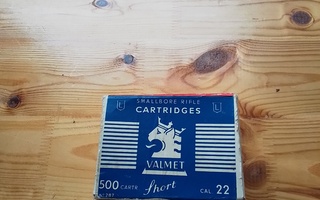 SMALLBORE RIFLE
CARTRIDGES
VALMET
500 CARTR. Short CAL. 22